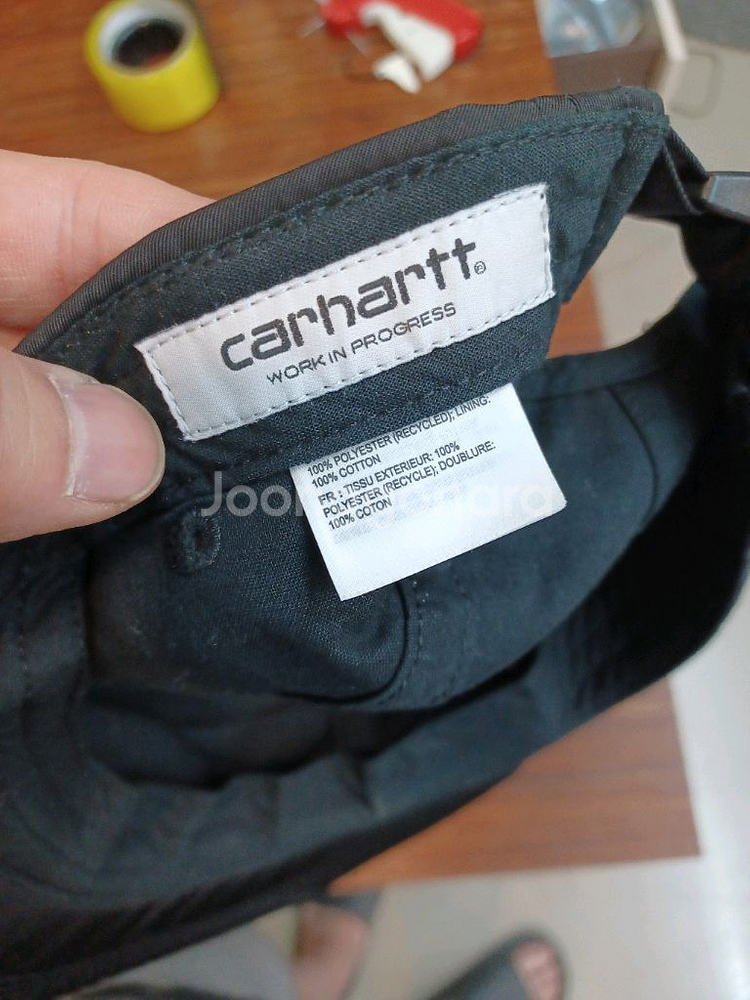 carhartt®
WORK IN PROGRESS
100% POLYESTER (RECYCLED); LINING:
100% COTTON
FR : TISSU EXTERIEUR: 100%
POLYESTER (RECYCLE); DOUBLURE:
100% COTON